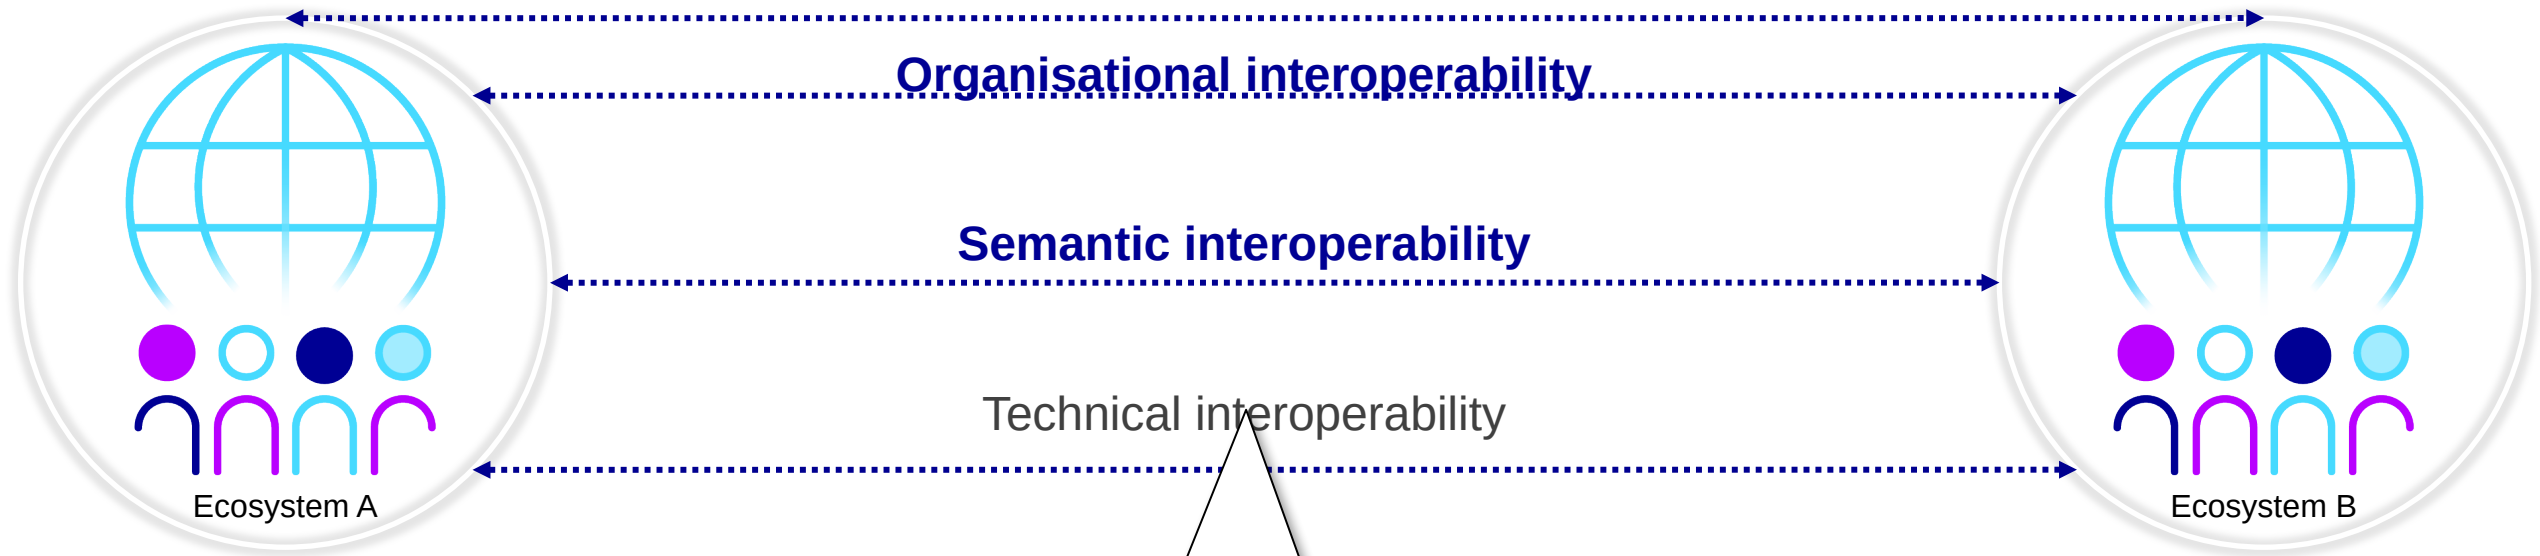 Organisational interoperability
Semantic interoperability
Technical interoperability
Ecosystem A
Ecosystem B